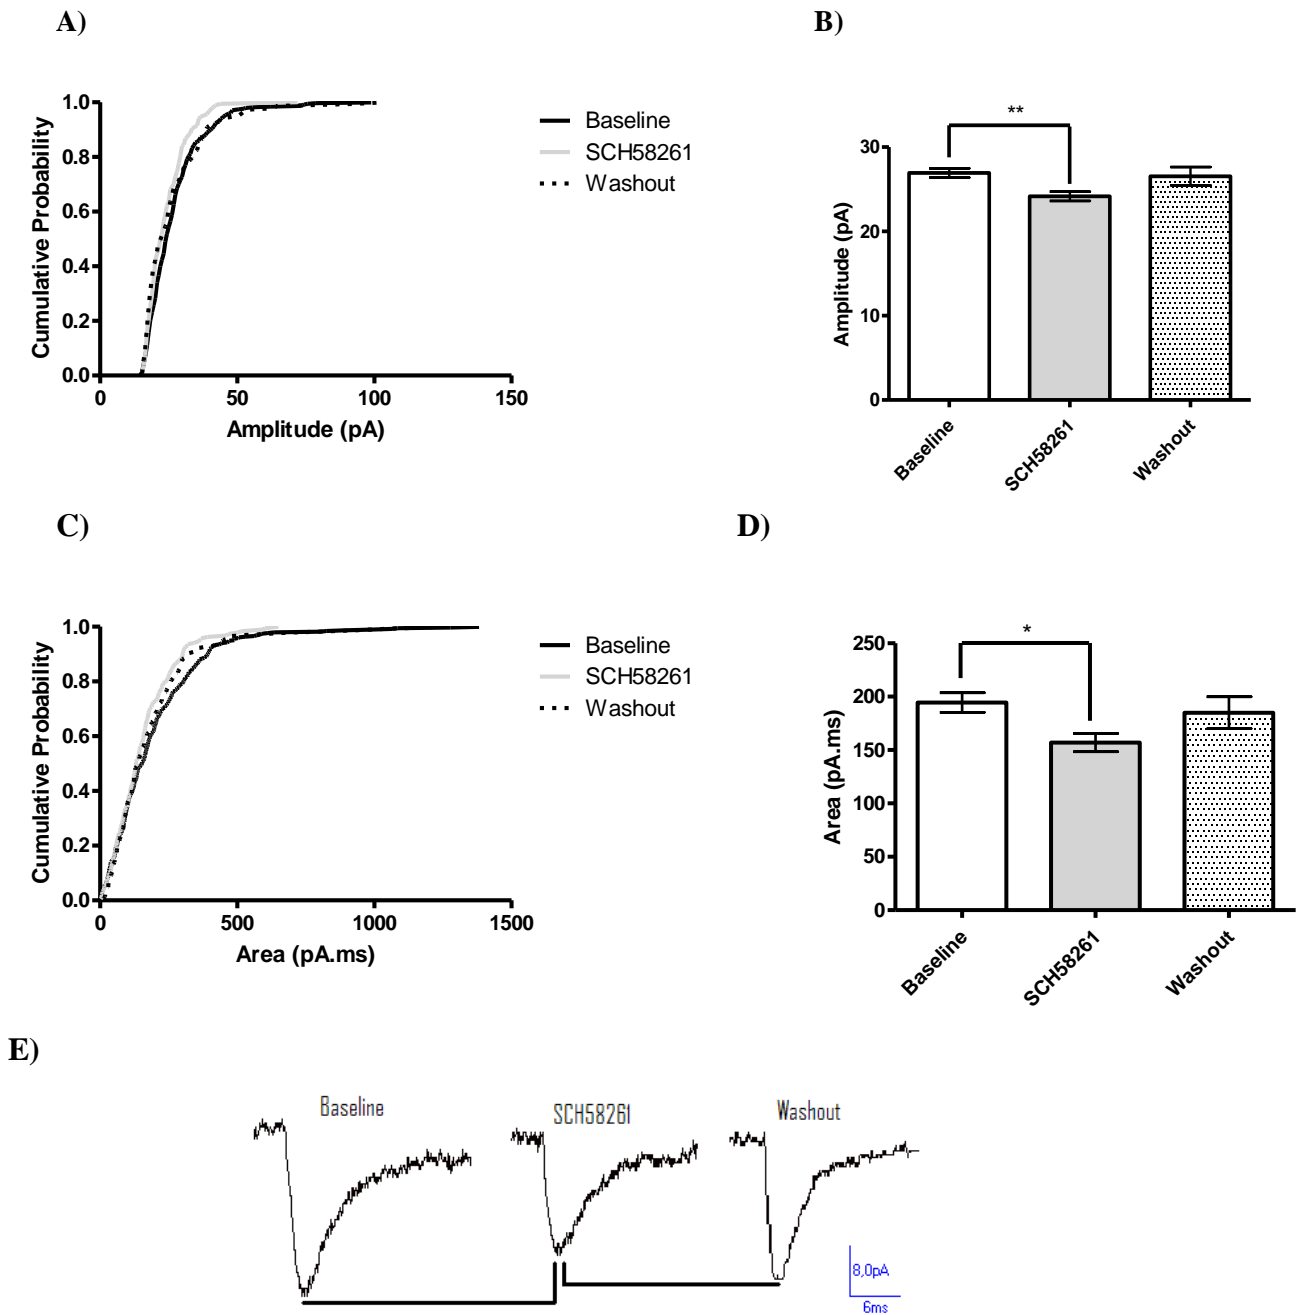 A)
Cumulative Probability
1.0
0.8
0.6
0.4
0.2
0.0
0 50 100 150
Amplitude (pA)
Baseline
SCH58261
Washout
B)
**
Amplitude (pA)
30
20
10
0
Baseline
SCH58261
Washout
C)
Cumulative Probability
1.0
0.8
0.6
0.4
0.2
0.0
0 500 1000 1500
Area (pA.ms)
Baseline
SCH58261
Washout
D)
*
Area (pA.ms)
250
200
150
100
50
0
Baseline
SCH58261
Washout
E)
Baseline
SCH58261
Washout
8,0pA
6ms